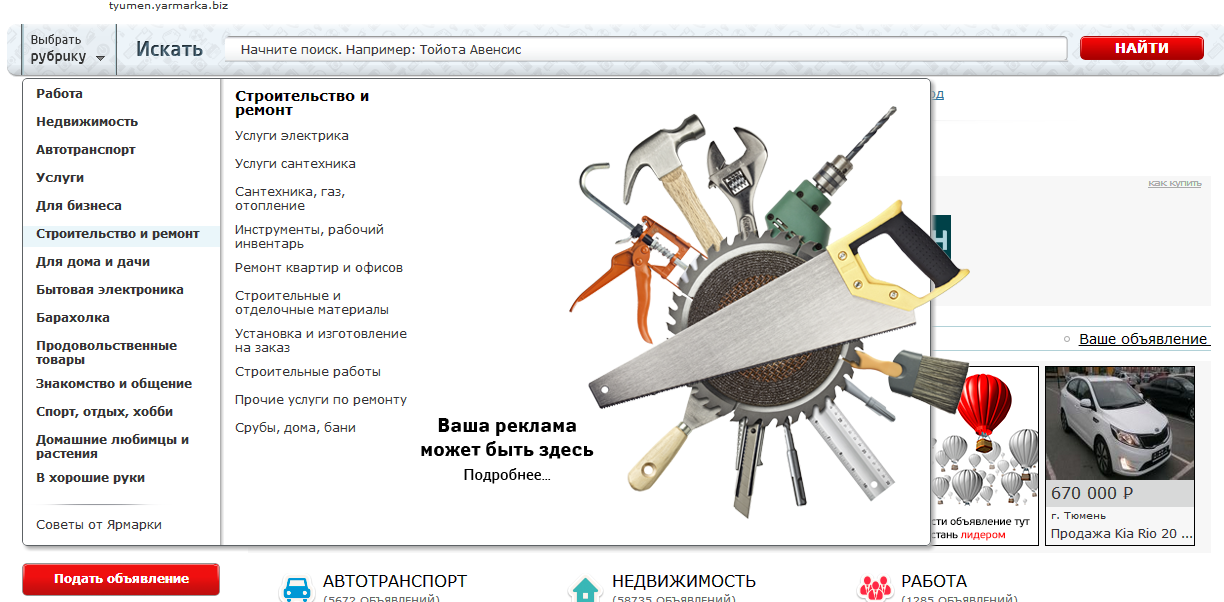 tyumen.yarmarka.biz
Выбрать
рубрику
Искать
Начните поиск. Например: Тойота Авенсис
НАЙТИ
Работа
Недвижимость
Автотранспорт
Услуги
Для бизнеса
Строительство и ремонт
Для дома и дачи
Бытовая электроника
Барахолка
Продовольственные
товары
Знакомство и общение
Спорт, отдых, хобби
Домашние любимцы и
растения
В хорошие руки
Советы от Ярмарки
Подать объявление
Строительство и
ремонт
Услуги электрика
Услуги сантехника
Сантехника, газ,
отопление
Инструменты, рабочий
инвентарь
Ремонт квартир и офисов
Строительные и
отделочные материалы
Установка и изготовление
на заказ
Строительные работы
Прочие услуги по ремонту
Срубы, дома, бани
Ваша реклама
может быть здесь
Подробнее...
как купить
Ваше объявление
сти объявление тут
стань лидером
670 000 ₽
г. Тюмень
Продажа Kia Rio 20 ...
АВТОТРАНСПОРТ
(5672 ОБЪЯВЛЕНИЙ)
НЕДВИЖИМОСТЬ
(58735 ОБЪЯВЛЕНИЙ)
РАБОТА
(1285 ОБЪЯВЛЕНИЙ)